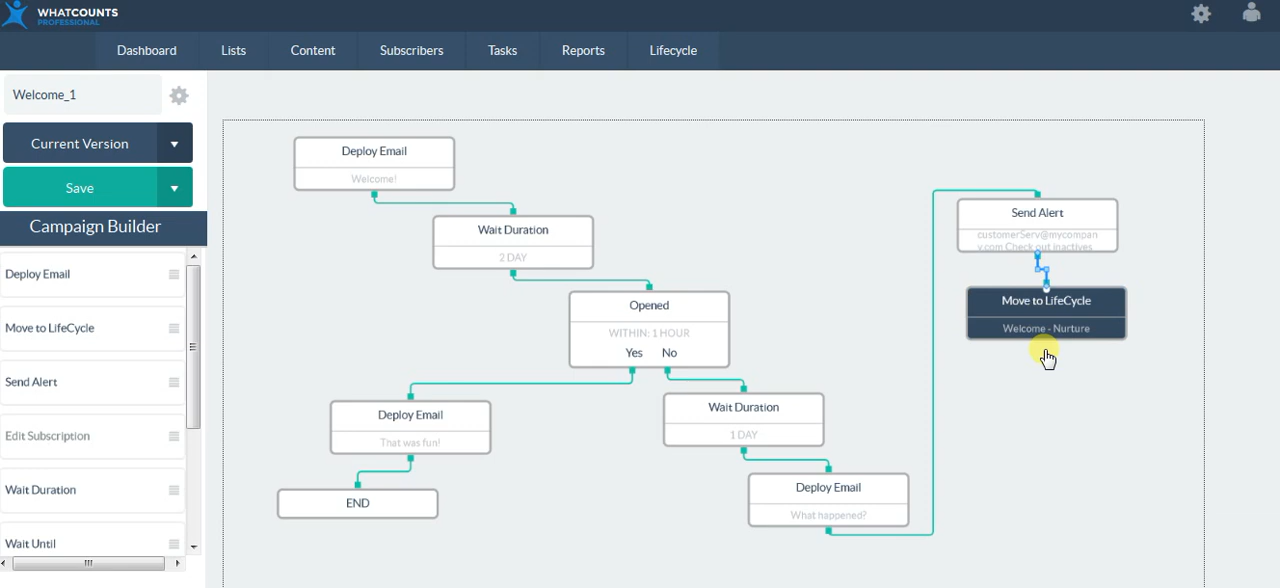 WHATCOUNTS
PROFESSIONAL
Dashboard Lists Content Subscribers Tasks Reports Lifecycle
Welcome_1
Current Version
Save
Campaign Builder
Deploy Email
Move to LifeCycle
Send Alert
Edit Subscription
Wait Duration
Wait Until
Deploy Email
Welcome!
Wait Duration
2 DAY
Opened
WITHIN: 1 HOUR
Yes No
Deploy Email
That was fun!
END
Wait Duration
1 DAY
Deploy Email
What happened?
Send Alert
customerServ@mycompan
y.com Check out inactives
Move to LifeCycle
Welcome - Nurture